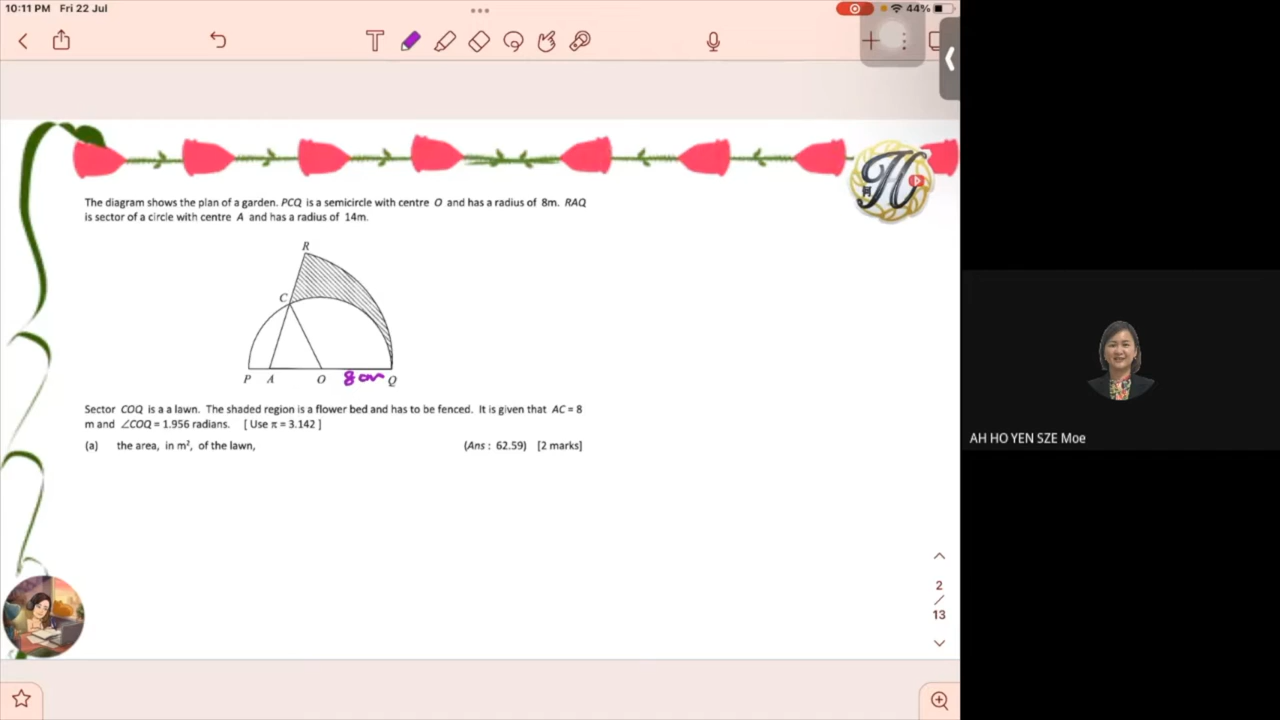 10:11 PM Fri 22 Jul
44%
T
H
何
The diagram shows the plan of a garden. PCQ is a semicircle with centre O and has a radius of 8m. RAQ
is sector of a circle with centre A and has a radius of 14m.
R
C
P A O 8cm Q
Sector COQ is a a lawn. The shaded region is a flower bed and has to be fenced. It is given that AC = 8
m and ∠COQ = 1.956 radians. [ Use π = 3.142 ]
(a) the area, in m², of the lawn, (Ans : 62.59) [2 marks]
AH HO YEN SZE Moe
2
/
13